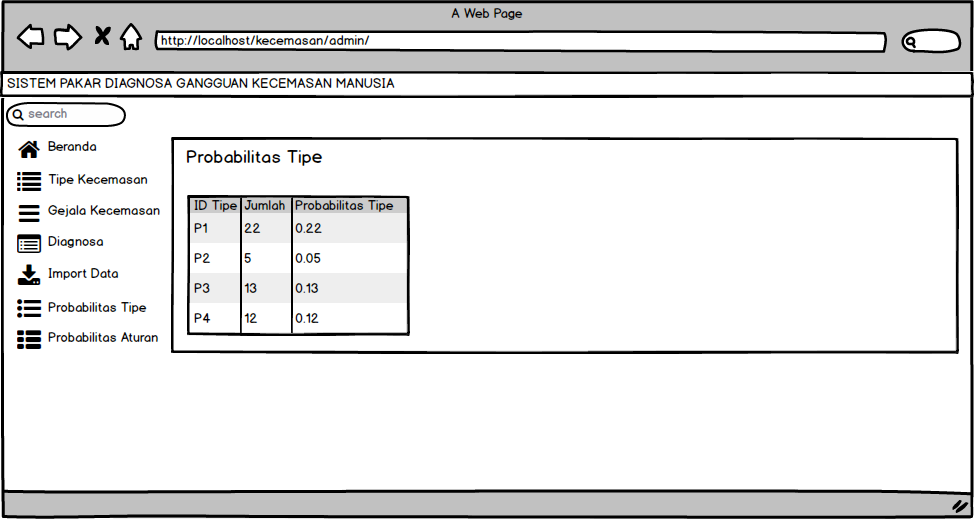 A Web Page
http://localhost/kecemasan/admin/
SISTEM PAKAR DIAGNOSA GANGGUAN KECEMASAN MANUSIA
search
Beranda
Tipe Kecemasan
Gejala Kecemasan
Diagnosa
Import Data
Probabilitas Tipe
Probabilitas Aturan
Probabilitas Tipe
ID Tipe Jumlah Probabilitas Tipe
P1 22 0.22
P2 5 0.05
P3 13 0.13
P4 12 0.12